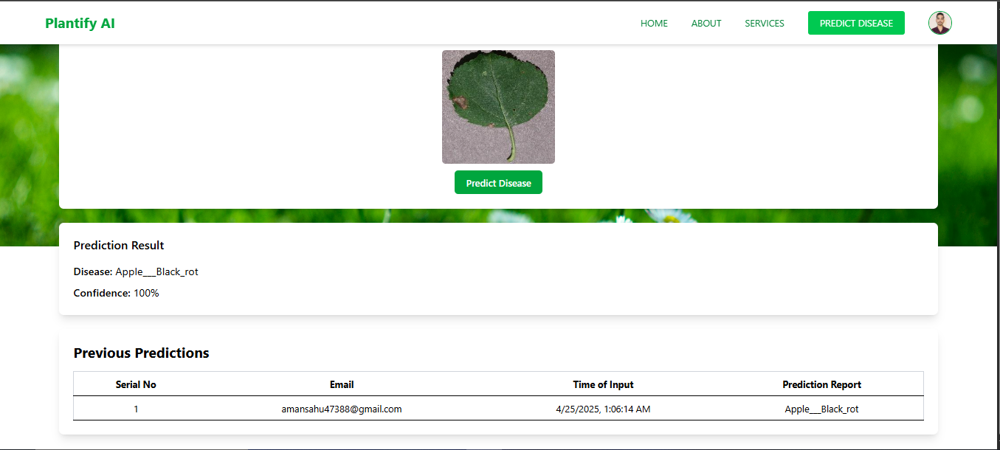 Plantify AI HOME ABOUT SERVICES PREDICT DISEASE
Predict Disease
Prediction Result
Disease: Apple___Black_rot
Confidence: 100%
Previous Predictions
Serial No Email Time of Input Prediction Report
1 amansahu47388@gmail.com 4/25/2025, 1:06:14 AM Apple___Black_rot